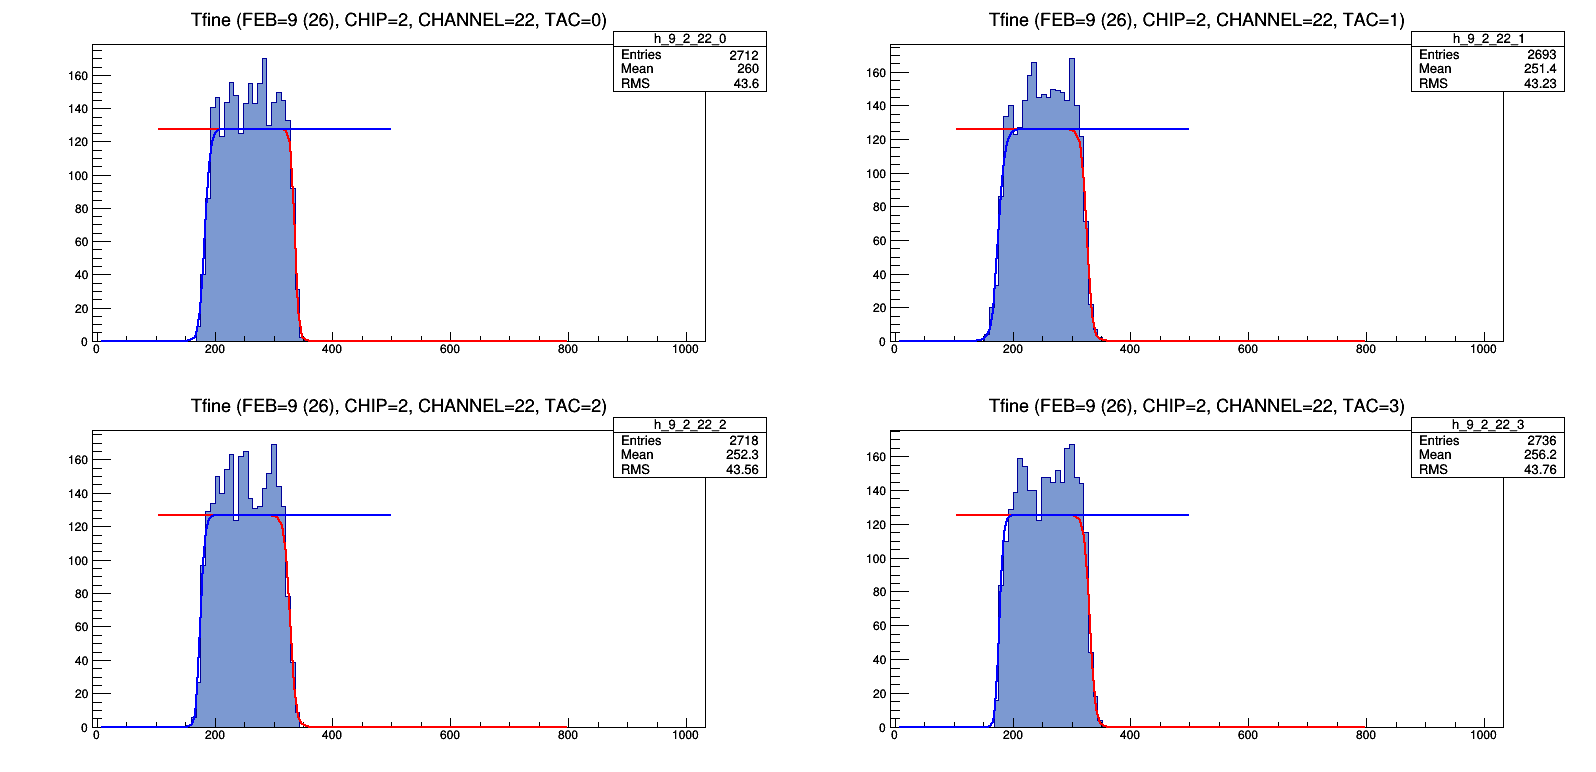 Tfine (FEB=9 (26), CHIP=2, CHANNEL=22, TAC=0)
h_9_2_22_0
Entries 2712
Mean 260
RMS 43.6
160
140
120
100
80
60
40
20
0
0 200 400 600 800 1000
Tfine (FEB=9 (26), CHIP=2, CHANNEL=22, TAC=1)
h_9_2_22_1
Entries 2693
Mean 251.4
RMS 43.23
160
140
120
100
80
60
40
20
0
0 200 400 600 800 1000
Tfine (FEB=9 (26), CHIP=2, CHANNEL=22, TAC=2)
h_9_2_22_2
Entries 2718
Mean 252.3
RMS 43.56
160
140
120
100
80
60
40
20
0
0 200 400 600 800 1000
Tfine (FEB=9 (26), CHIP=2, CHANNEL=22, TAC=3)
h_9_2_22_3
Entries 2736
Mean 256.2
RMS 43.76
160
140
120
100
80
60
40
20
0
0 200 400 600 800 1000